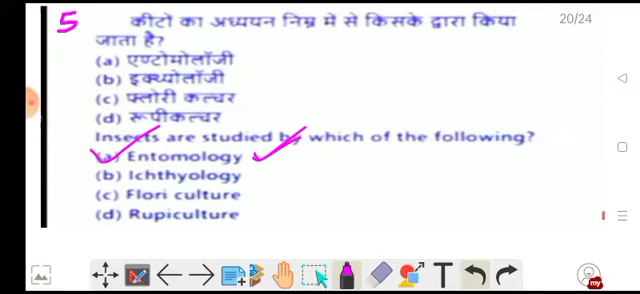 5 कीटों का अध्ययन निम्न में से किसके द्वारा किया 20/24
जाता है?
(a) एण्टोमोलॉजी
(b) इक्थ्योलॉजी
(c) फ्लोरी कल्चर
(d) रूपीकल्चर
Insects are studied by which of the following?
(a) Entomology
(b) Ichthyology
(c) Flori culture
(d) Rupiculture
T my